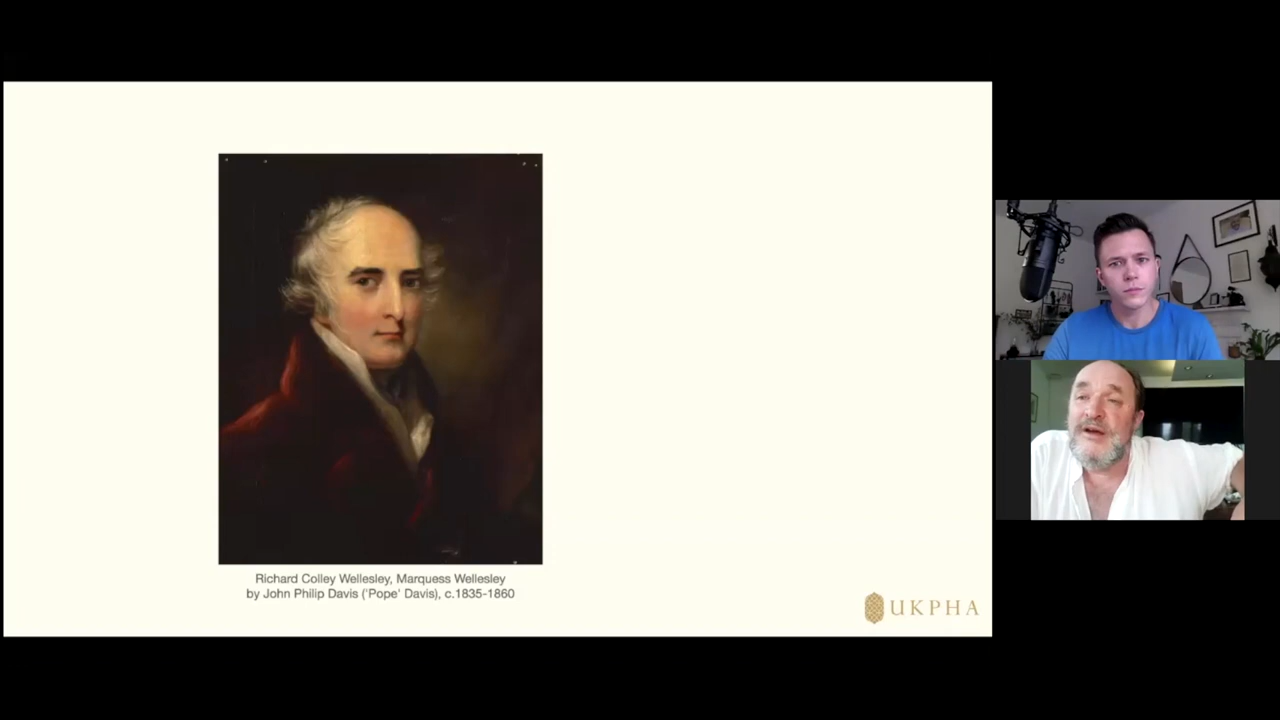 Richard Colley Wellesley, Marquess Wellesley
by John Philip Davis ('Pope' Davis), c.1835-1860
UKPHA